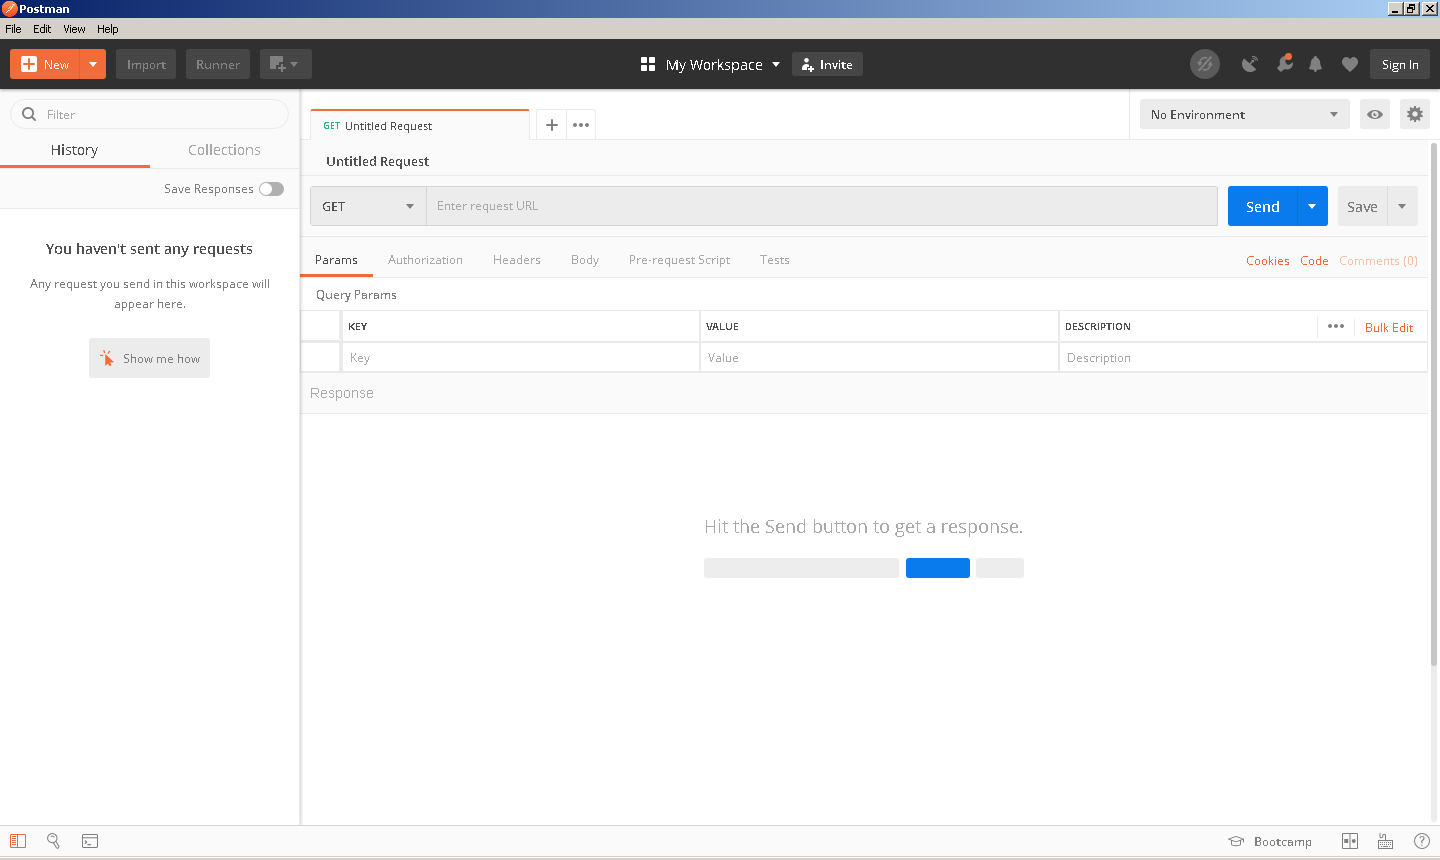 Postman
File Edit View Help
New Import Runner My Workspace Invite Sign In
Filter
History Collections
Save Responses
You haven't sent any requests
Any request you send in this workspace will
appear here.
Show me how
GET Untitled Request
No Environment
Untitled Request
GET Enter request URL Send Save
Params Authorization Headers Body Pre-request Script Tests Cookies Code Comments (0)
Query Params
KEY VALUE DESCRIPTION Bulk Edit
Key Value Description
Response
Hit the Send button to get a response.
Bootcamp